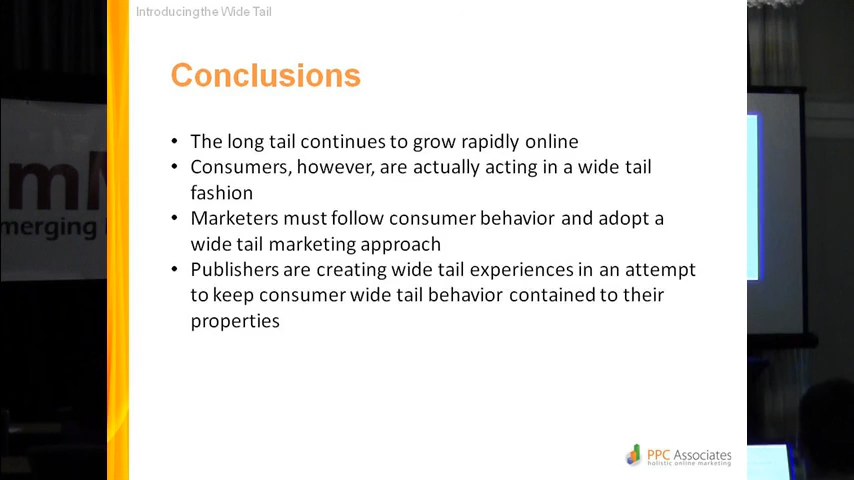 Introducing the Wide Tail
Conclusions
• The long tail continues to grow rapidly online
• Consumers, however, are actually acting in a wide tail
fashion
• Marketers must follow consumer behavior and adopt a
wide tail marketing approach
• Publishers are creating wide tail experiences in an attempt
to keep consumer wide tail behavior contained to their
properties
PPC Associates
holistic online marketing